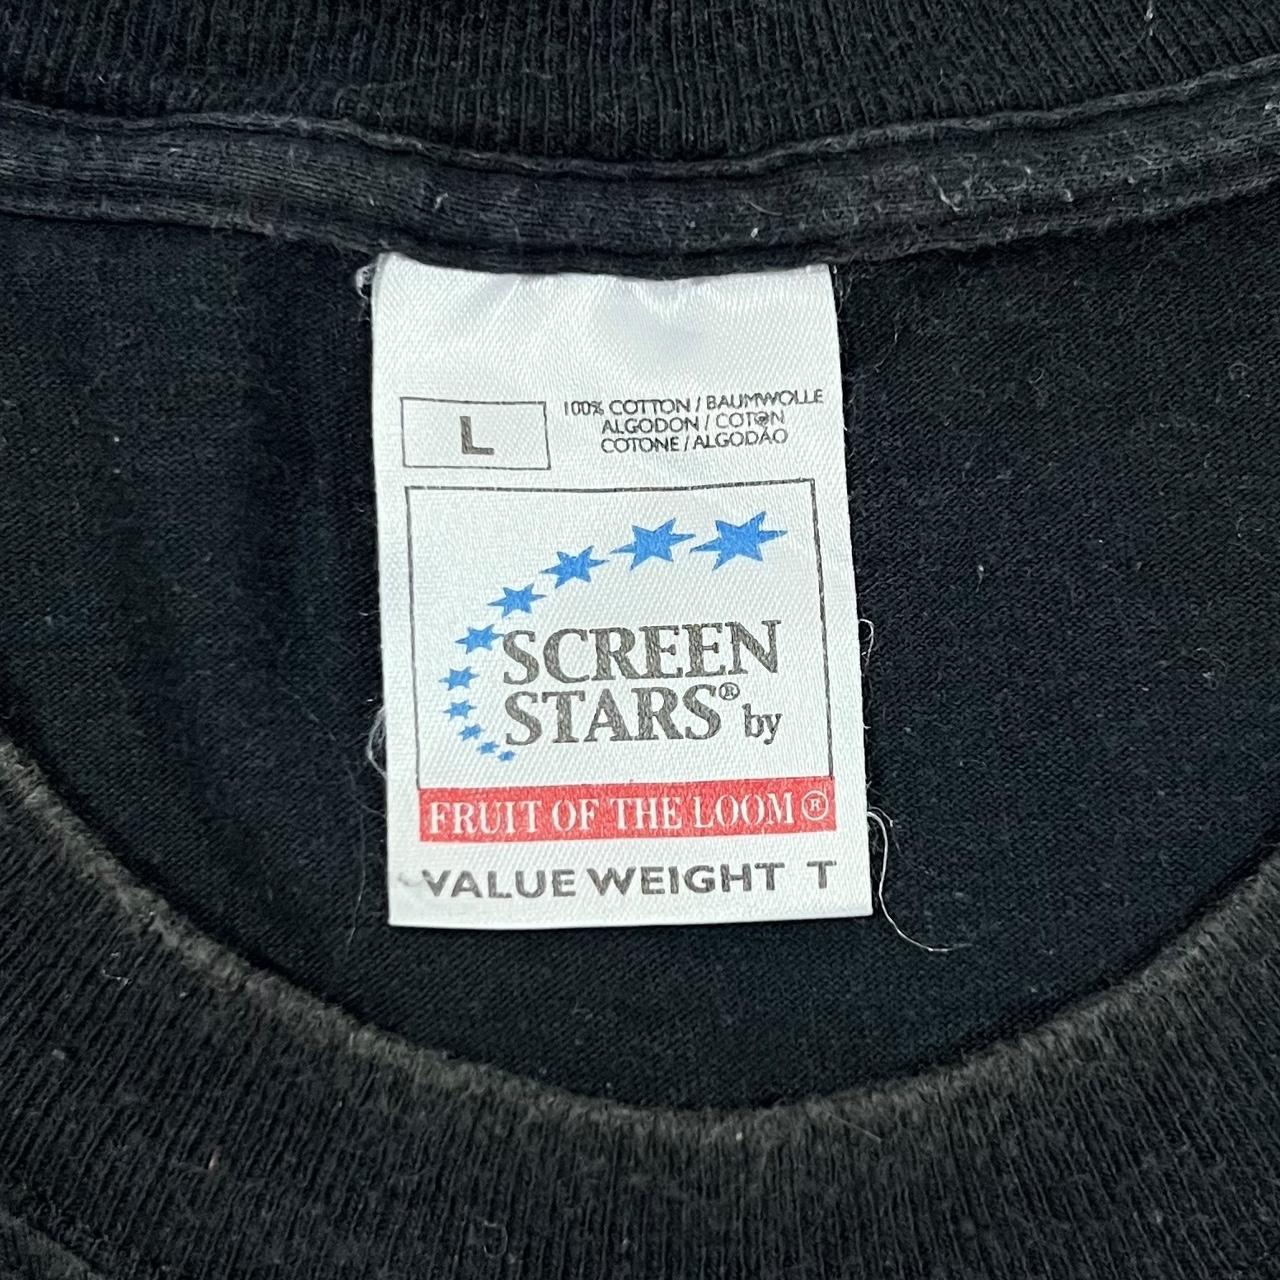 L
100% COTTON / BAUMWOLLE
ALGODON / COTON
COTONE / ALGODÃO
SCREEN
STARS® by
FRUIT OF THE LOOM®
VALUE WEIGHT T